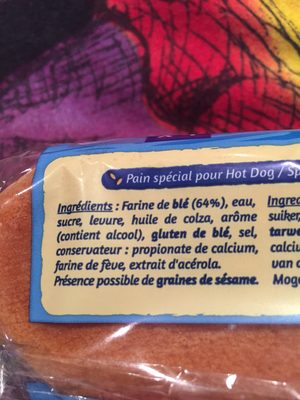 Pain spécial pour Hot Dog / Sp
Ingrédients : Farine de blé (64%), eau,
sucre, levure, huile de colza, arôme
(contient alcool), gluten de blé, sel,
conservateur : propionate de calcium,
farine de fève, extrait d'acérola.
Présence possible de graines de sésame.
Ingre
suiker,
tarwe
calciu
van
Moge